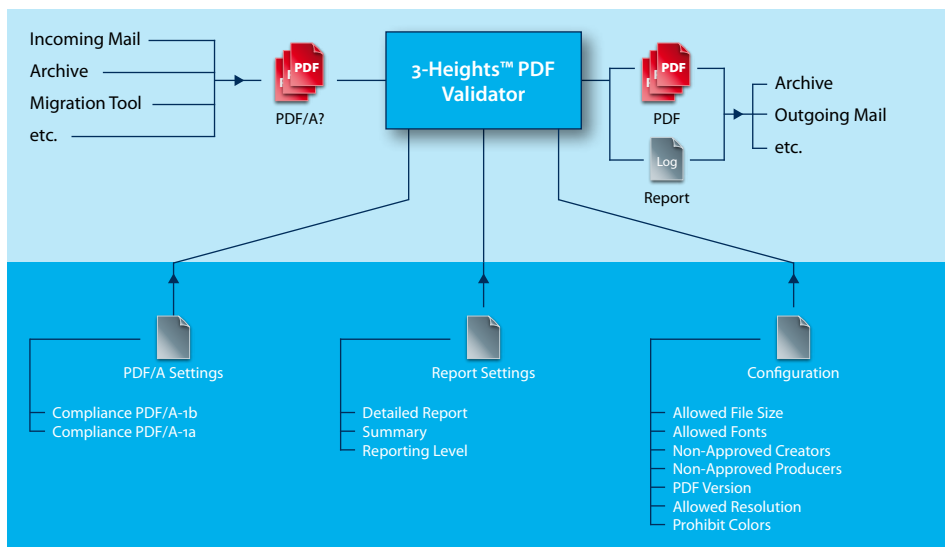 Incoming Mail
Archive
Migration Tool
etc.
PDF
PDF/A?
3-Heights™ PDF
Validator
PDF
PDF
Log
Report
Archive
Outgoing Mail
etc.
PDF/A Settings
Compliance PDF/A-1b
Compliance PDF/A-1a
Report Settings
Detailed Report
Summary
Reporting Level
Configuration
Allowed File Size
Allowed Fonts
Non-Approved Creators
Non-Approved Producers
PDF Version
Allowed Resolution
Prohibit Colors